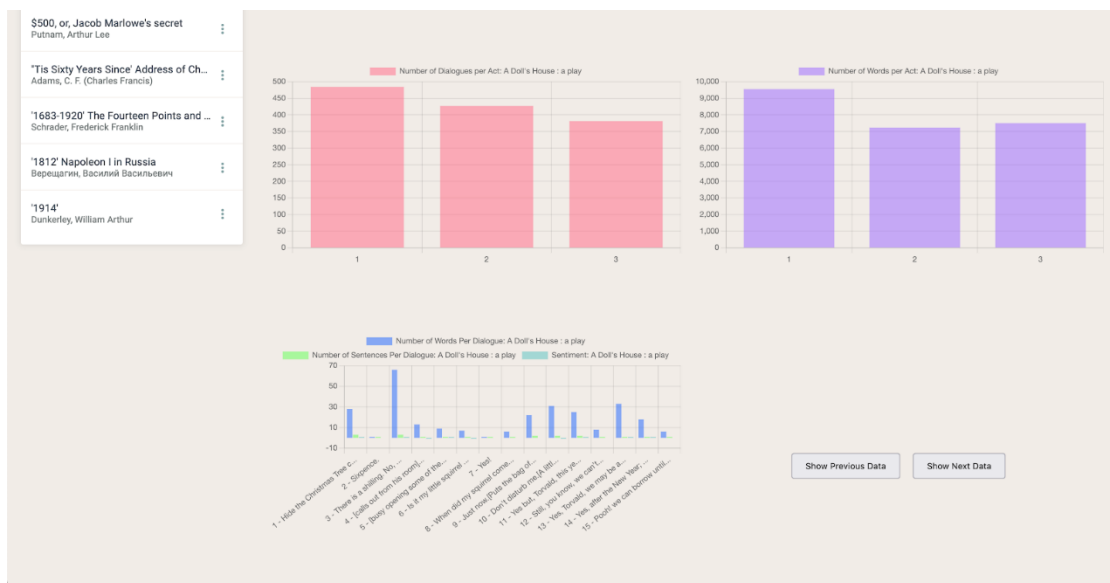 $500, or, Jacob Marlowe's secret
Putnam, Arthur Lee
'Tis Sixty Years Since' Address of Ch...
Adams, C. F. (Charles Francis)
'1683-1920' The Fourteen Points and ...
Schrader, Frederick Franklin
'1812' Napoleon I in Russia
Верещагин, Василий Васильевич
'1914'
Dunkerley, William Arthur
Number of Dialogues per Act: A Doll's House : a play
500
450
400
350
300
250
200
150
100
50
0
1 2 3
Number of Words per Act: A Doll's House : a play
10,000
9,000
8,000
7,000
6,000
5,000
4,000
3,000
2,000
1,000
0
1 2 3
Number of Words Per Dialogue: A Doll's House : a play
Number of Sentences Per Dialogue: A Doll's House : a play Sentiment: A Doll's House : a play
70
50
30
10
-10
1 - Hide the Christmas Tree c...
2 - Sixpence.
3 - There is a shilling. No, ...
4 - [calls out from his room]...
5 - [busy opening some of the...
6 - Is it my little squirrel ...
7 - Yes!
8 - When did my squirrel come...
9 - Just now.[Puts the bag of...
10 - Don't disturb me.[A littl...
11 - Yes but, Torvald, this ye...
12 - Still, you know, we can't...
13 - Yes, Torvald, we may be a...
14 - Yes, after the New Year; ...
15 - Pooh! we can borrow until...
Show Previous Data
Show Next Data